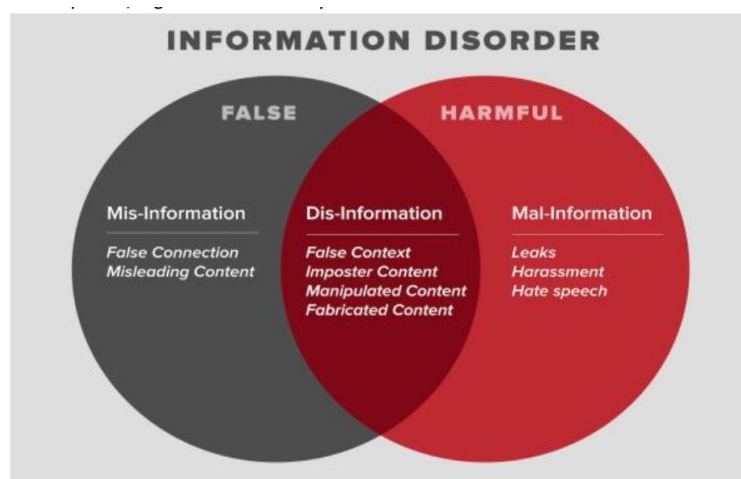 INFORMATION DISORDER
FALSE
HARMFUL
Mis-Information
False Connection
Misleading Content
Dis-Information
False Context
Imposter Content
Manipulated Content
Fabricated Content
Mal-Information
Leaks
Harassment
Hate speech